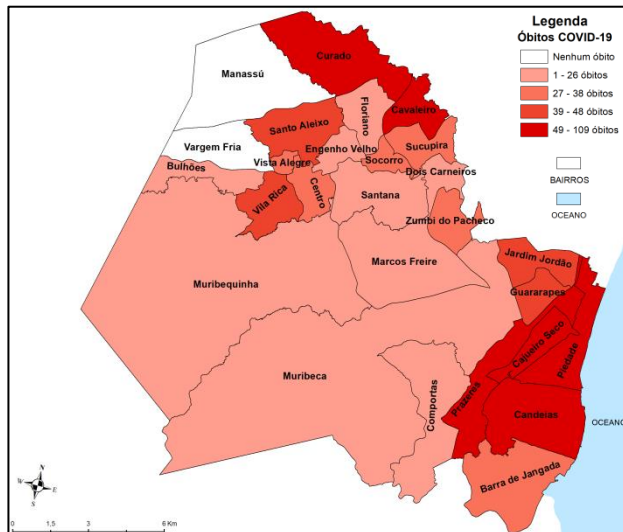 Legenda
Óbitos COVID-19
Nenhum óbito
1 - 26 óbitos
27 - 38 óbitos
39 - 48 óbitos
49 - 109 óbitos
BAIRROS
OCEANO
Curado
Manassú
Floriano
Cavaleiro
Santo Aleixo
Vargem Fria
Engenho Velho
Sucupira
Vista Alegre
Socorro
Bulhões
Dois Carneiros
Vila Rica
Centro
Santana
Zumbi do Pacheco
Marcos Freire
Jardim Jordão
Muribequinha
Guararapes
Cajueiro Seco
Piedade
Muribeca
Comportas
Prazeres
Candeias
OCEANO
Barra de Jangada
N
W
E
S
0 1,5 3 6 Km